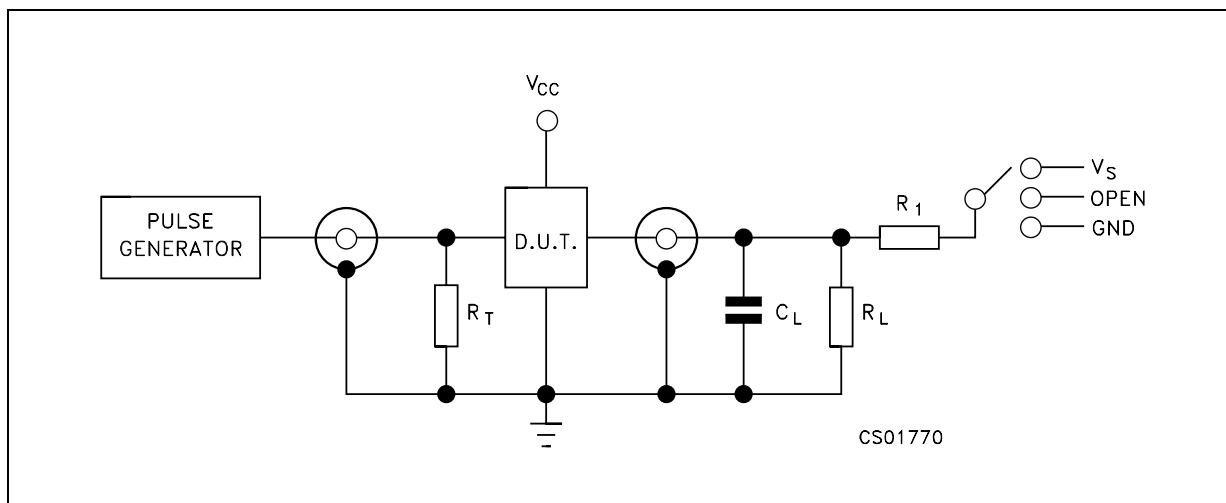 VCC
PULSE
GENERATOR
D.U.T.
RT
CL
RL
R1
VS
OPEN
GND
CS01770